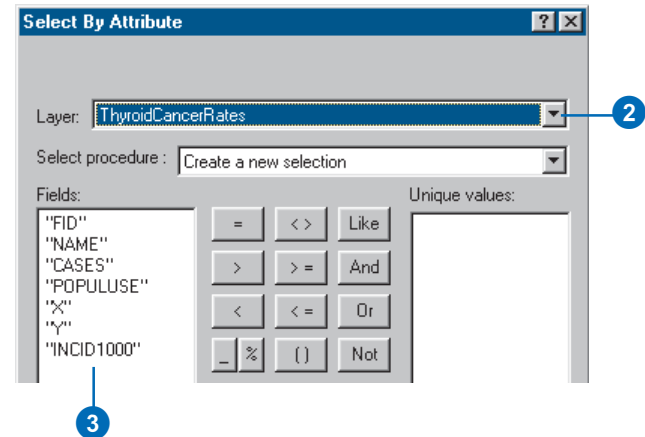 Select By Attribute ? ×
Layer: ThyroidCancerRates
2
Select procedure : Create a new selection
Fields: Unique values:
"FID"
"NAME"
"CASES"
"POPULUSE"
"X"
"Y"
"INCID1000"
= < > Like
> > = And
< < = Or
_ % ( ) Not
3